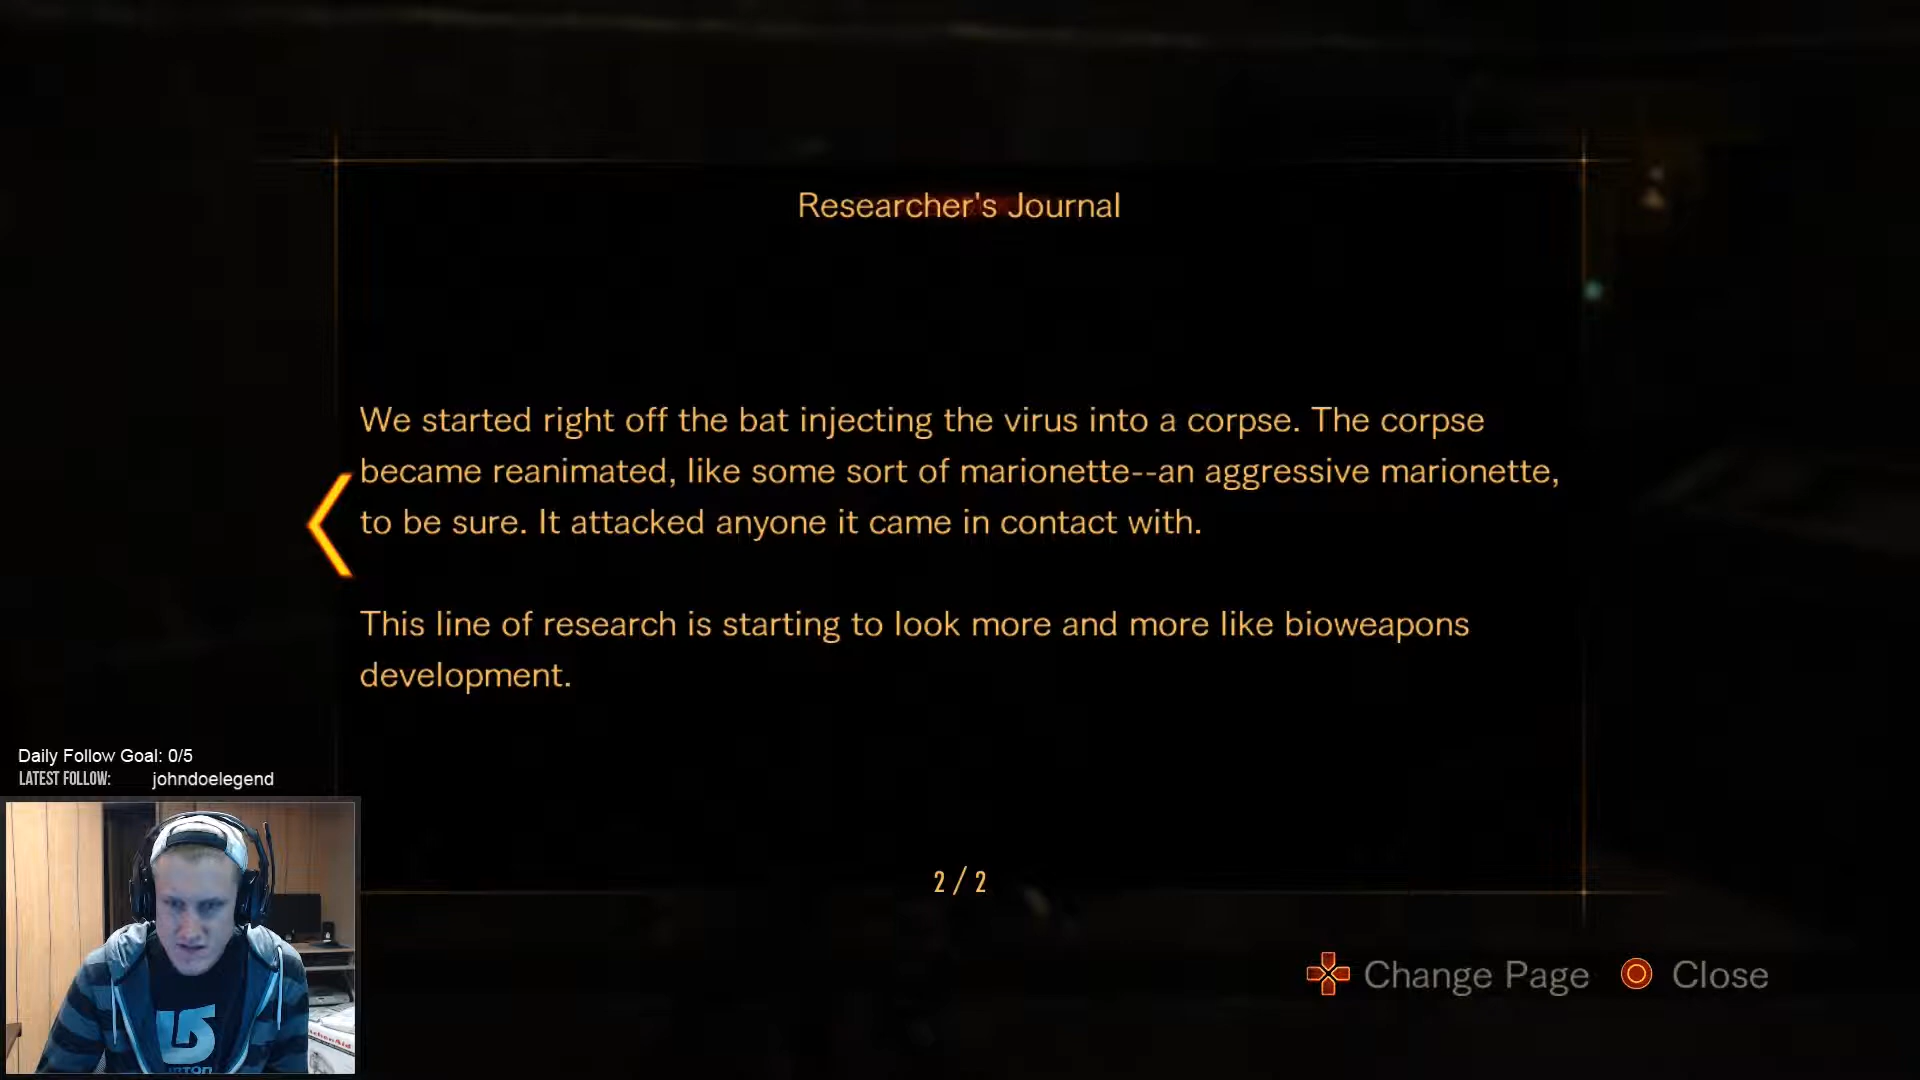 Researcher's Journal
We started right off the bat injecting the virus into a corpse. The corpse
became reanimated, like some sort of marionette--an aggressive marionette,
to be sure. It attacked anyone it came in contact with.
This line of research is starting to look more and more like bioweapons
development.
2 / 2
Change Page
Close
Daily Follow Goal: 0/5
LATEST FOLLOW: johndoelegend